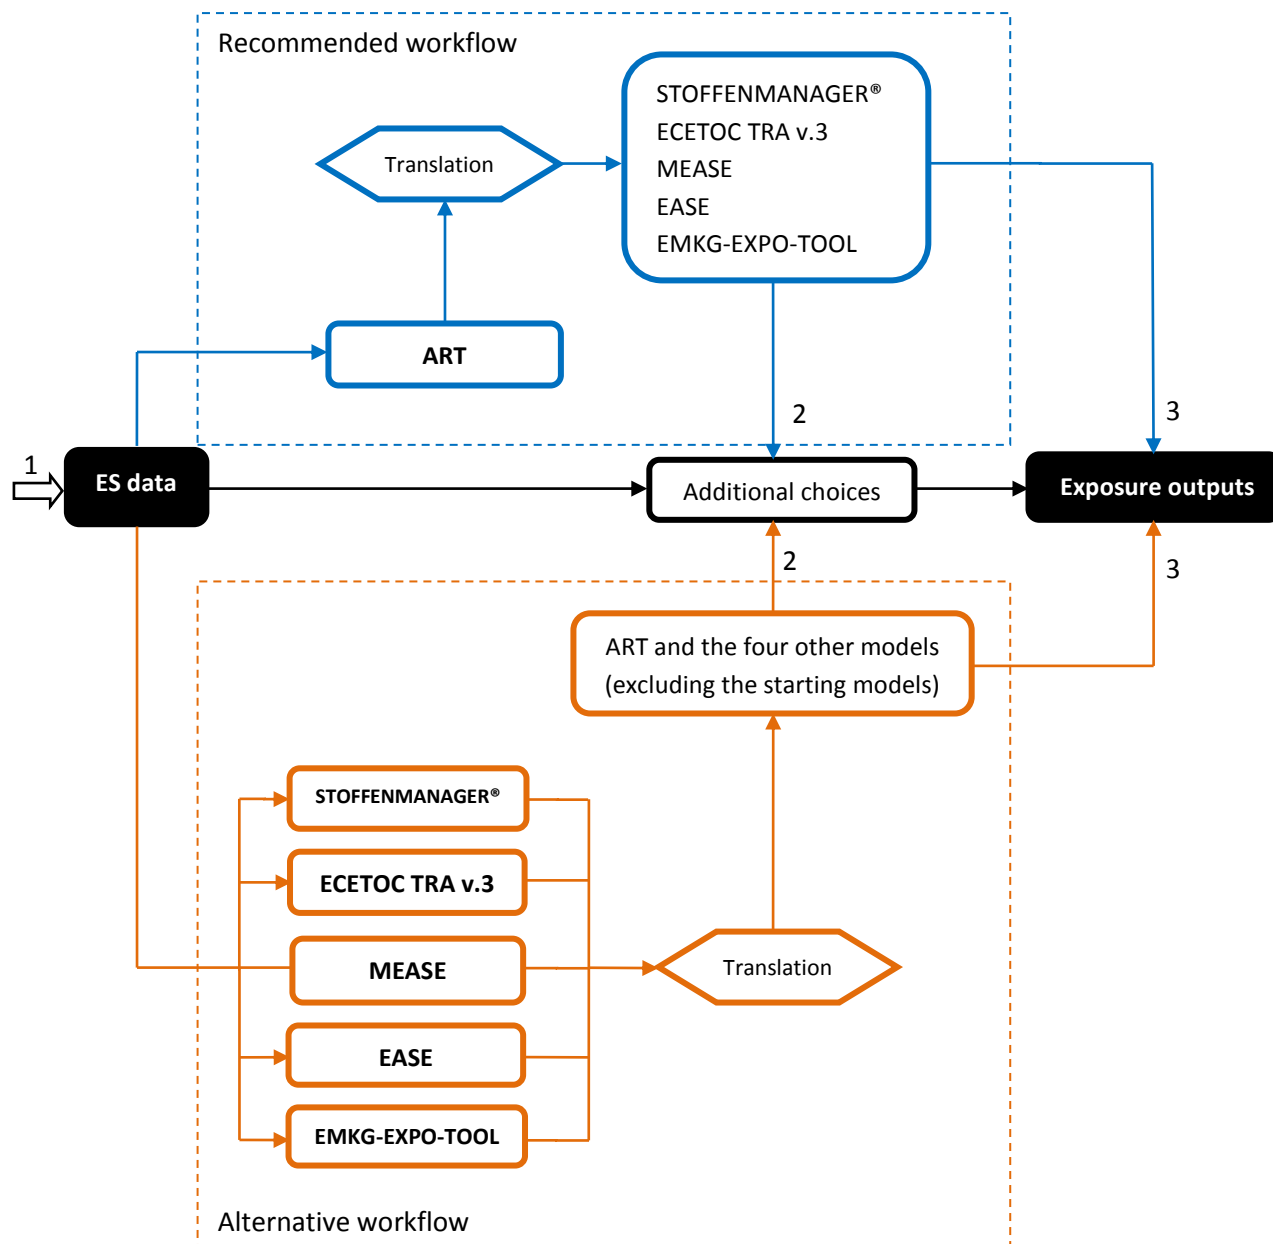 Recommended workflow
STOFFENMANAGER®
ECETOC TRA v.3
MEASE
EASE
EMKG-EXPO-TOOL
Translation
ART
2
3
1
ES data
Additional choices
Exposure outputs
2
3
ART and the four other models
(excluding the starting models)
STOFFENMANAGER®
ECETOC TRA v.3
MEASE
Translation
EASE
EMKG-EXPO-TOOL
Alternative workflow